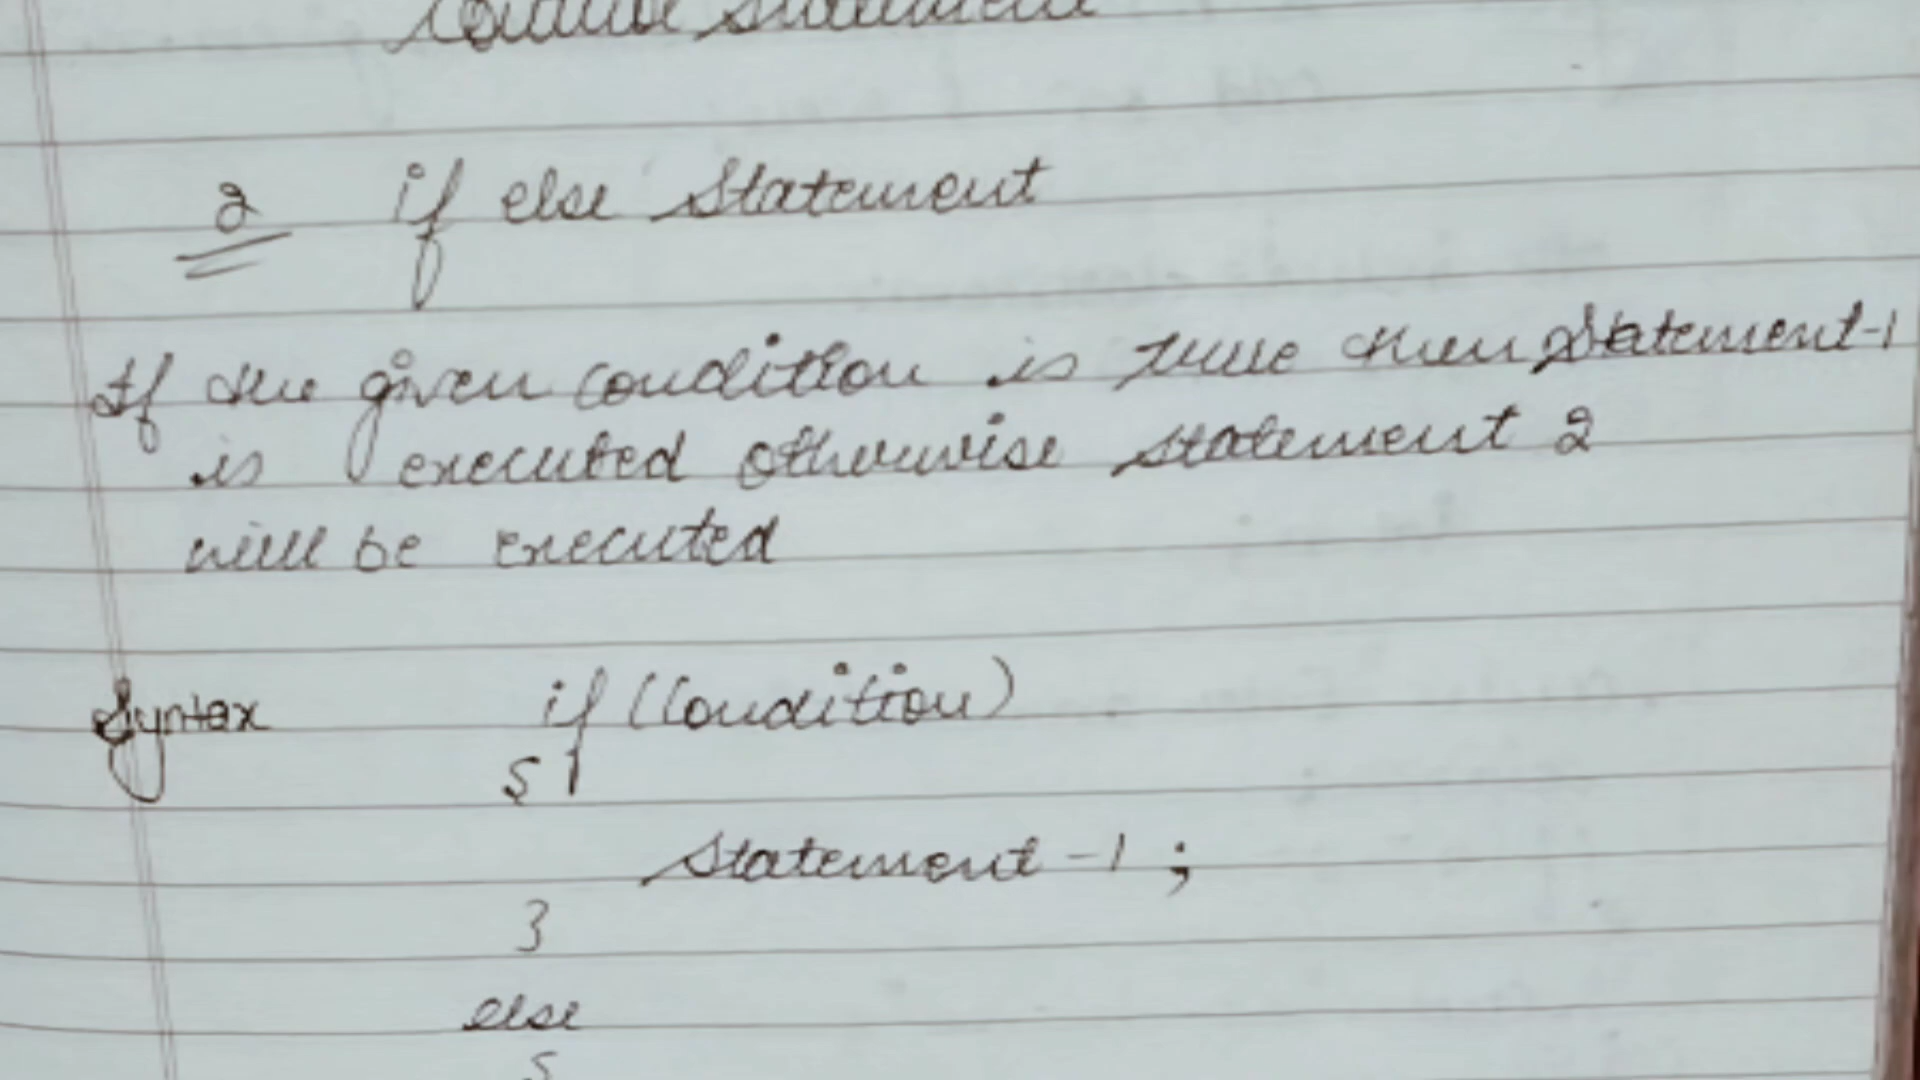 Statement
2 if else Statement
If the given condition is true then Statement-1
is executed otherwise statement 2
will be executed
Syntax if (Condition)
{
Statement-1;
}
else
{